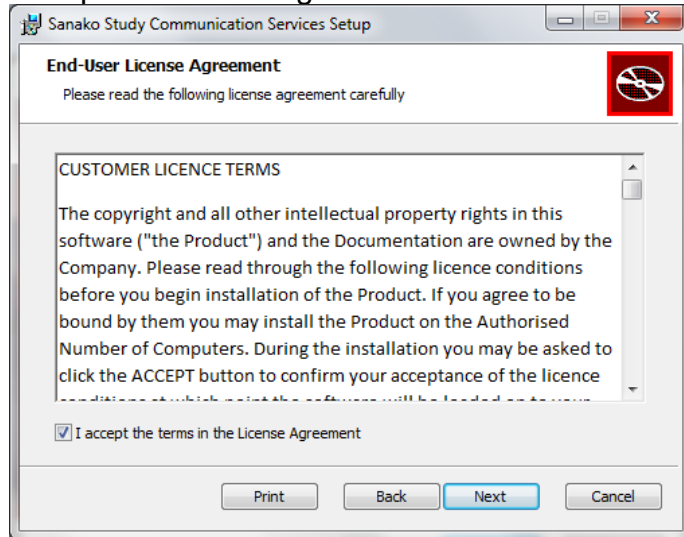 Sanako Study Communication Services Setup
End-User License Agreement
Please read the following license agreement carefully
CUSTOMER LICENCE TERMS
The copyright and all other intellectual property rights in this
software ("the Product") and the Documentation are owned by the
Company. Please read through the following licence conditions
before you begin installation of the Product. If you agree to be
bound by them you may install the Product on the Authorised
Number of Computers. During the installation you may be asked to
click the ACCEPT button to confirm your acceptance of the licence
I accept the terms in the License Agreement
Print Back Next Cancel